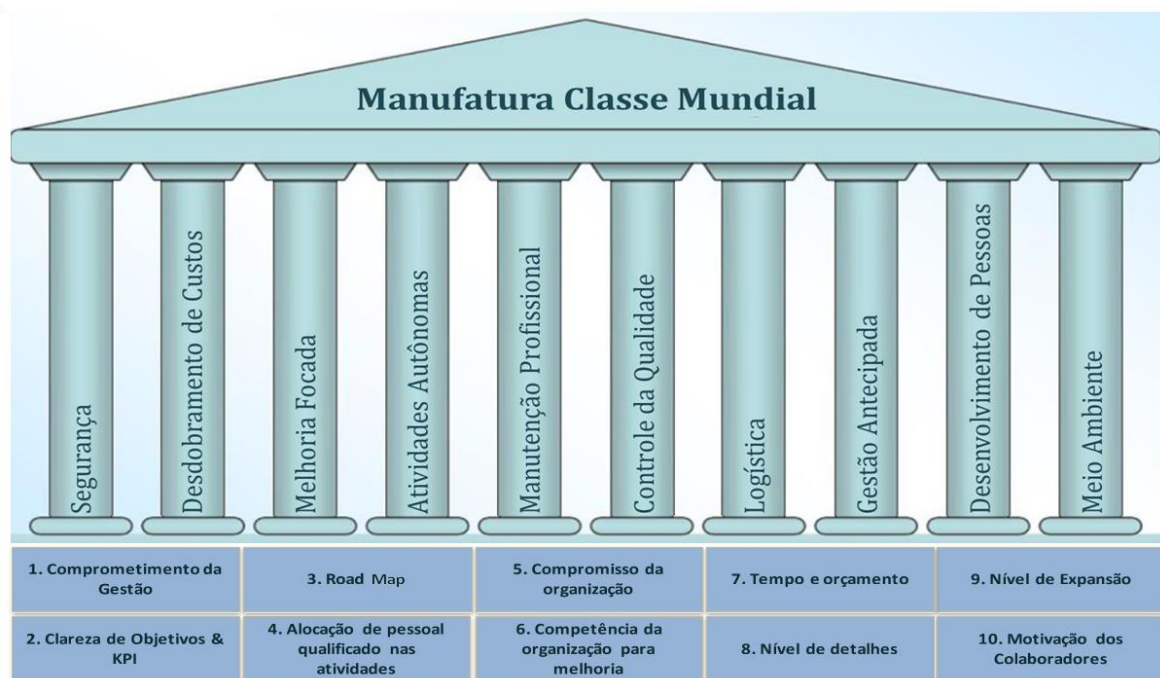 Manufatura Classe Mundial
Segurança
Desdobramento de Custos
Melhoria Focada
Atividades Autônomas
Manutenção Profissional
Controle da Qualidade
Logística
Gestão Antecipada
Desenvolvimento de Pessoas
Meio Ambiente
1. Comprometimento da
Gestão
3. Road Map
5. Compromisso da
organização
7. Tempo e orçamento
9. Nível de Expansão
2. Clareza de Objetivos &
KPI
4. Alocação de pessoal
qualificado nas
atividades
6. Competência da
organização para
melhoria
8. Nível de detalhes
10. Motivação dos
Colaboradores